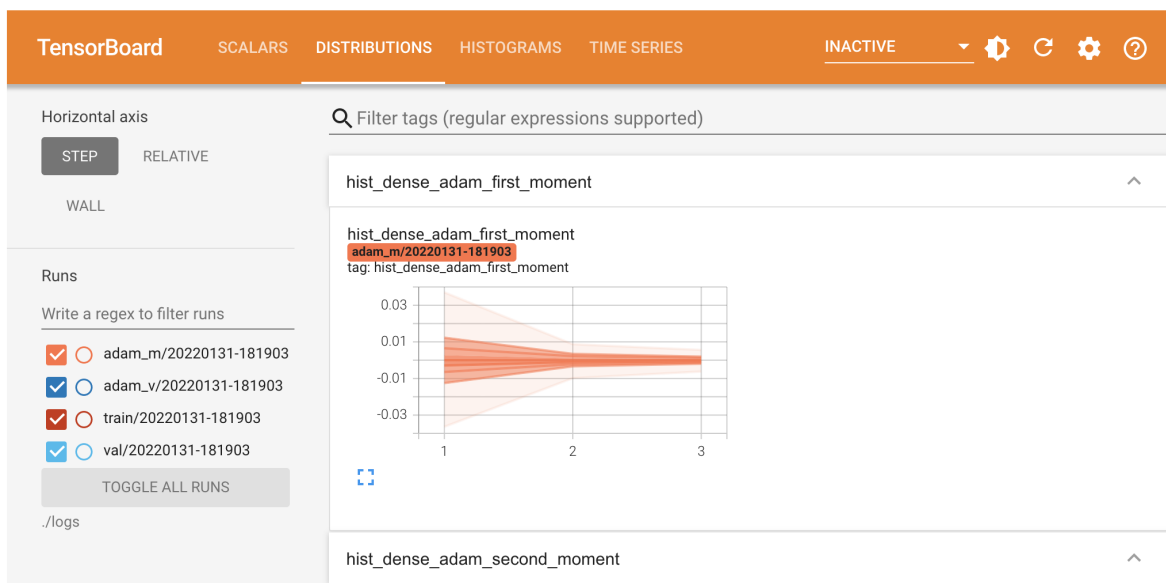 TensorBoard SCALARS DISTRIBUTIONS HISTOGRAMS TIME SERIES INACTIVE
Horizontal axis
STEP RELATIVE
WALL
Runs
Write a regex to filter runs
adam_m/20220131-181903
adam_v/20220131-181903
train/20220131-181903
val/20220131-181903
TOGGLE ALL RUNS
./logs
Filter tags (regular expressions supported)
hist_dense_adam_first_moment
hist_dense_adam_first_moment
adam_m/20220131-181903
tag: hist_dense_adam_first_moment
0.03
0.01
-0.01
-0.03
1 2 3
hist_dense_adam_second_moment